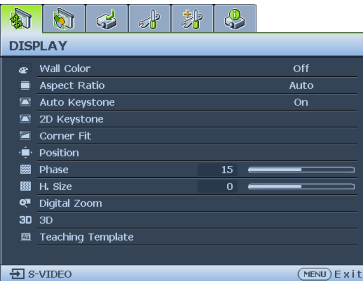 DISPLAY
Wall Color Off
Aspect Ratio Auto
Auto Keystone On
2D Keystone
Corner Fit
Position
Phase 15
H. Size 0
Digital Zoom
3D 3D
Teaching Template
S-VIDEO MENU Exit